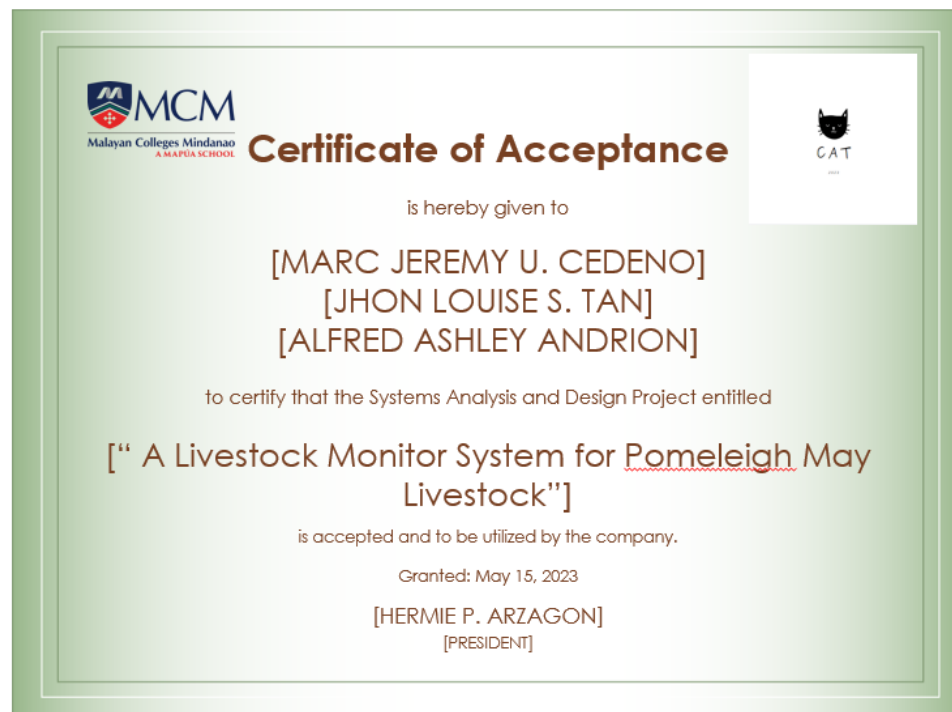 MCM
Malayan Colleges Mindanao
A MAPÚA SCHOOL
CAT
Certificate of Acceptance
is hereby given to
[MARC JEREMY U. CEDENO]
[JHON LOUISE S. TAN]
[ALFRED ASHLEY ANDRION]
to certify that the Systems Analysis and Design Project entitled
[“ A Livestock Monitor System for Pomeleigh May
Livestock”]
is accepted and to be utilized by the company.
Granted: May 15, 2023
[HERMIE P. ARZAGON]
[PRESIDENT]